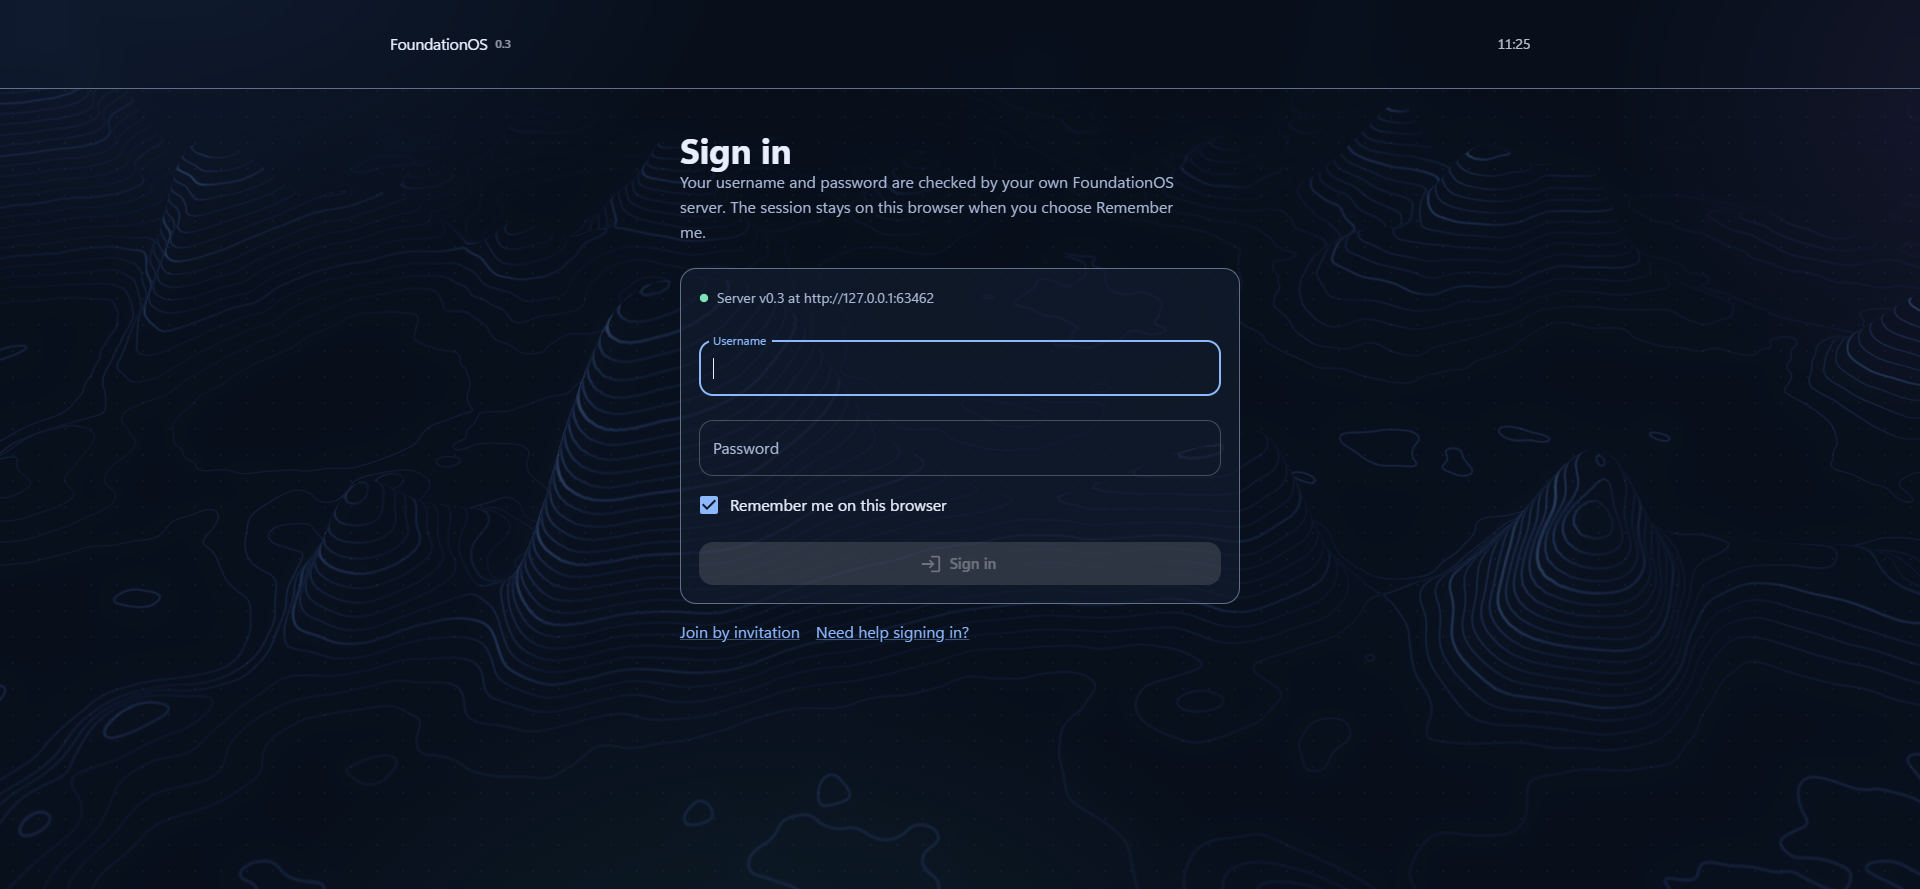 FoundationOS 0.3
11:25
Sign in
Your username and password are checked by your own FoundationOS
server. The session stays on this browser when you choose Remember
me.
Server v0.3 at http://127.0.0.1:63462
Username
Password
Remember me on this browser
Sign in
Join by invitation Need help signing in?